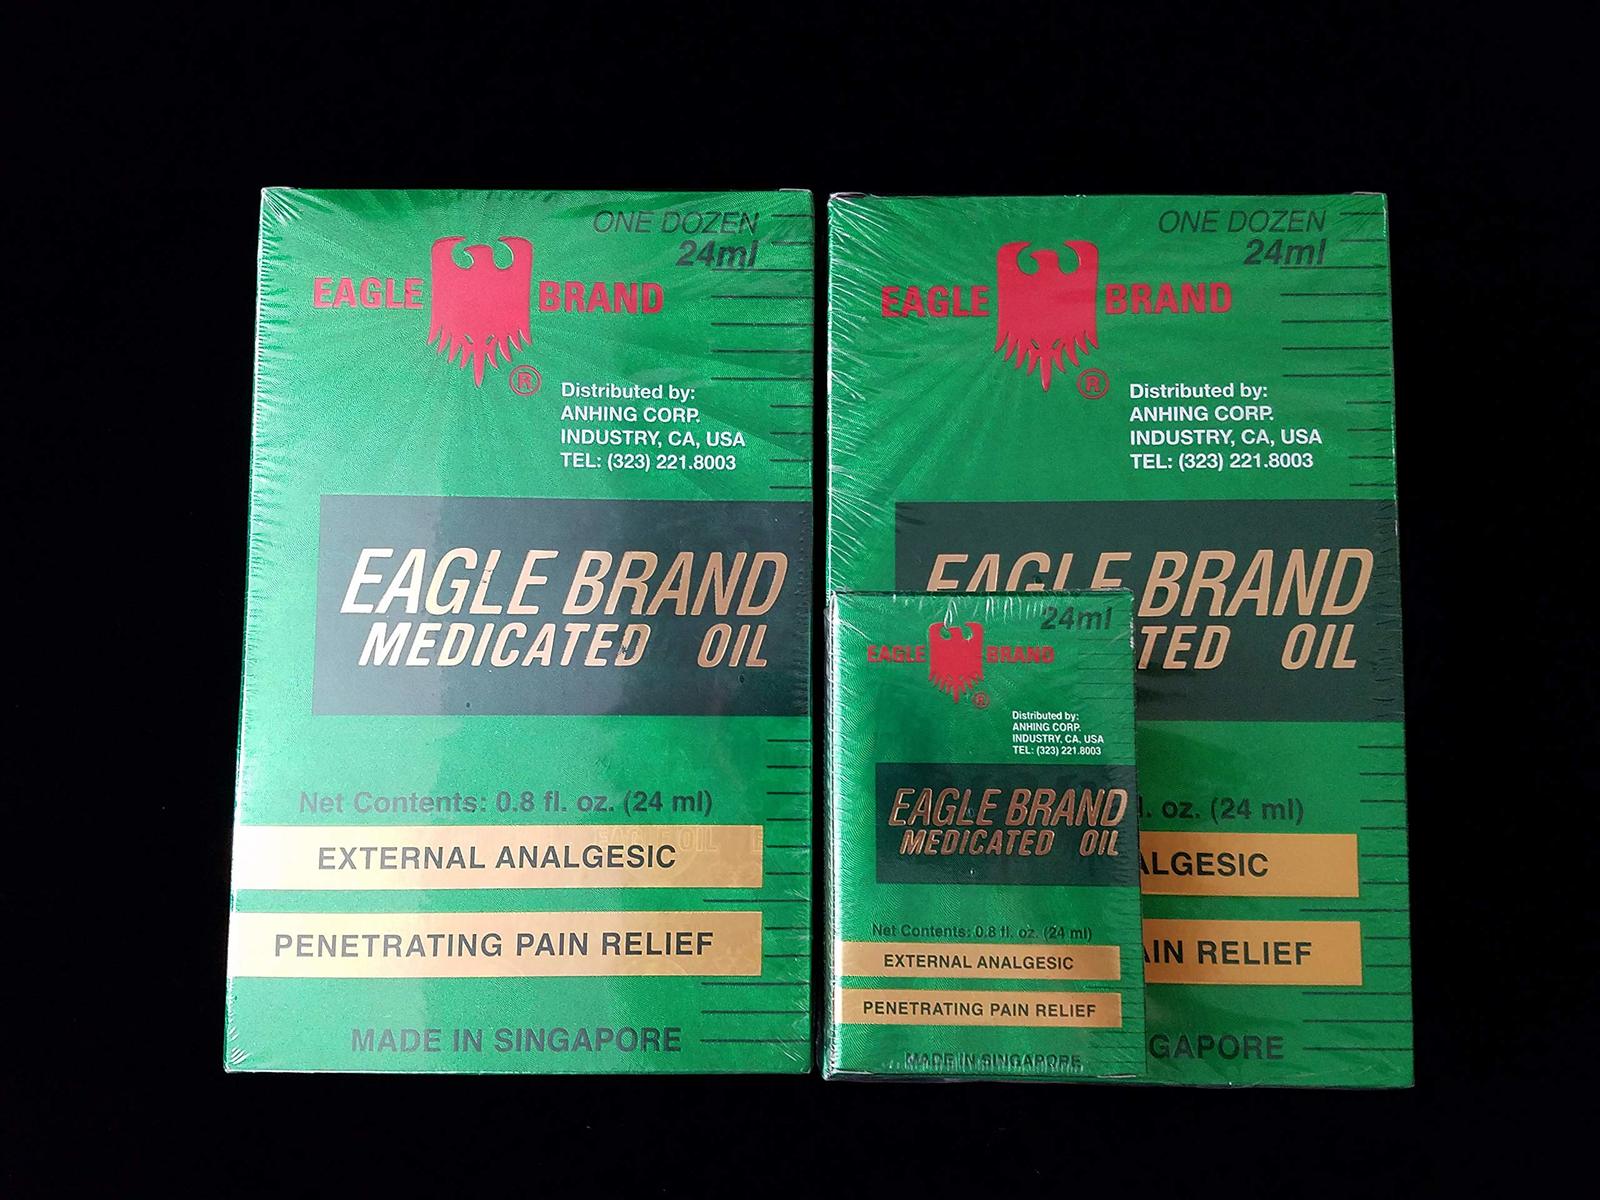 ONE DOZEN
24ml
EAGLE BRAND
®
Distributed by:
ANHING CORP.
INDUSTRY, CA, USA
TEL: (323) 221.8003
EAGLE BRAND
MEDICATED OIL
Net Contents: 0.8 fl. oz. (24 ml)
EXTERNAL ANALGESIC
PENETRATING PAIN RELIEF
MADE IN SINGAPORE
ONE DOZEN
24ml
EAGLE BRAND
®
Distributed by:
ANHING CORP.
INDUSTRY, CA, USA
TEL: (323) 221.8003
EAGLE BRAND
TED OIL
l. oz. (24 ml)
ALGESIC
AIN RELIEF
GAPORE
24ml
EAGLE BRAND
®
Distributed by:
ANHING CORP.
INDUSTRY, CA, USA
TEL: (323) 221.8003
EAGLE BRAND
MEDICATED OIL
Net Contents: 0.8 fl. oz. (24 ml)
EXTERNAL ANALGESIC
PENETRATING PAIN RELIEF
MADE IN SINGAPORE